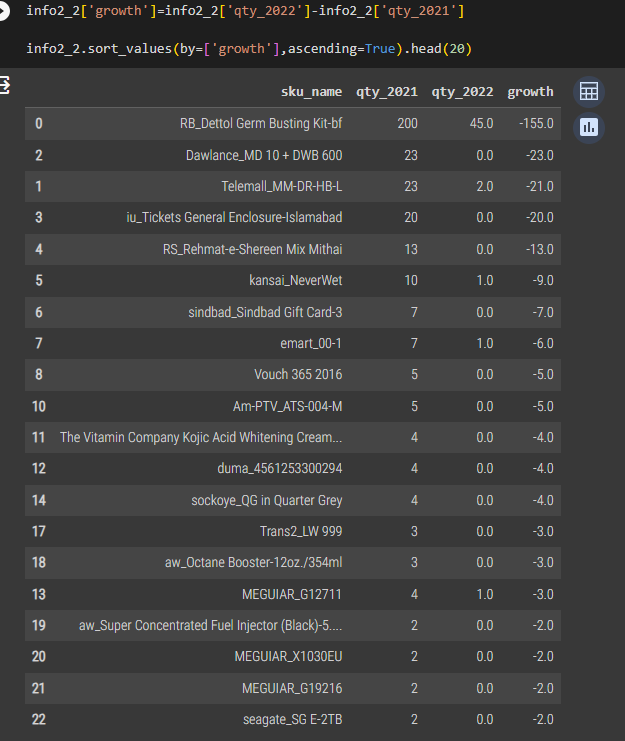 info2_2['growth']=info2_2['qty_2022']-info2_2['qty_2021']
info2_2.sort_values(by=['growth'],ascending=True).head(20)
sku_name qty_2021 qty_2022 growth
0 RB_Dettol Germ Busting Kit-bf 200 45.0 -155.0
2 Dawlance_MD 10 + DWB 600 23 0.0 -23.0
1 Telemall_MM-DR-HB-L 23 2.0 -21.0
3 iu_Tickets General Enclosure-Islamabad 20 0.0 -20.0
4 RS_Rehmat-e-Shereen Mix Mithai 13 0.0 -13.0
5 kansai_NeverWet 10 1.0 -9.0
6 sindbad_Sindbad Gift Card-3 7 0.0 -7.0
7 emart_00-1 7 1.0 -6.0
8 Vouch 365 2016 5 0.0 -5.0
10 Am-PTV_ATS-004-M 5 0.0 -5.0
11 The Vitamin Company Kojic Acid Whitening Cream... 4 0.0 -4.0
12 duma_4561253300294 4 0.0 -4.0
14 sockoye_QG in Quarter Grey 4 0.0 -4.0
17 Trans2_LW 999 3 0.0 -3.0
18 aw_Octane Booster-12oz./354ml 3 0.0 -3.0
13 MEGUIAR_G12711 4 1.0 -3.0
19 aw_Super Concentrated Fuel Injector (Black)-5.... 2 0.0 -2.0
20 MEGUIAR_X1030EU 2 0.0 -2.0
21 MEGUIAR_G19216 2 0.0 -2.0
22 seagate_SG E-2TB 2 0.0 -2.0